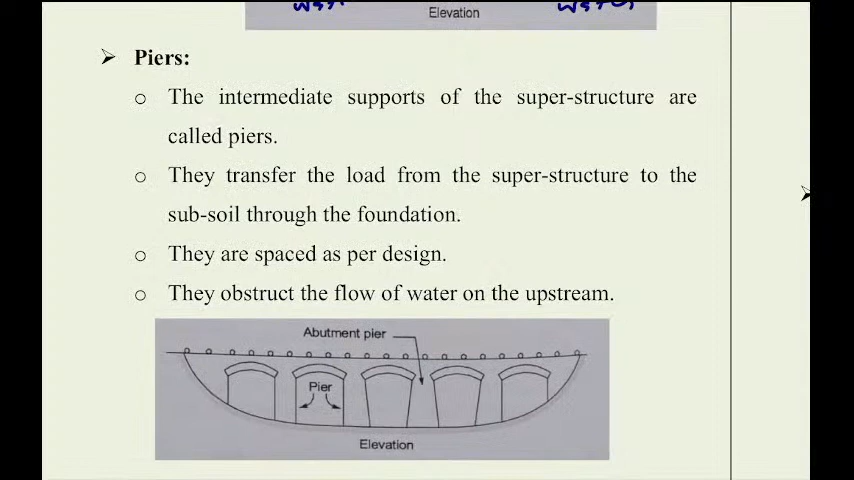 Elevation
➢ Piers:
o The intermediate supports of the super-structure are
called piers.
o They transfer the load from the super-structure to the
sub-soil through the foundation.
o They are spaced as per design.
o They obstruct the flow of water on the upstream.
Abutment pier
Pier
Elevation